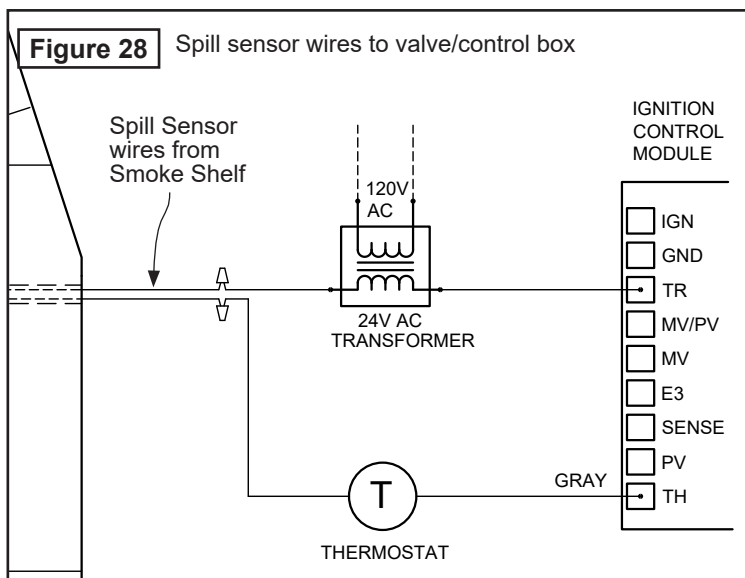 Figure 28 Spill sensor wires to valve/control box
Spill Sensor
wires from
Smoke Shelf
120V
AC
24V AC
TRANSFORMER
IGNITION
CONTROL
MODULE
IGN
GND
TR
MV/PV
MV
E3
SENSE
PV
TH
GRAY
T
THERMOSTAT